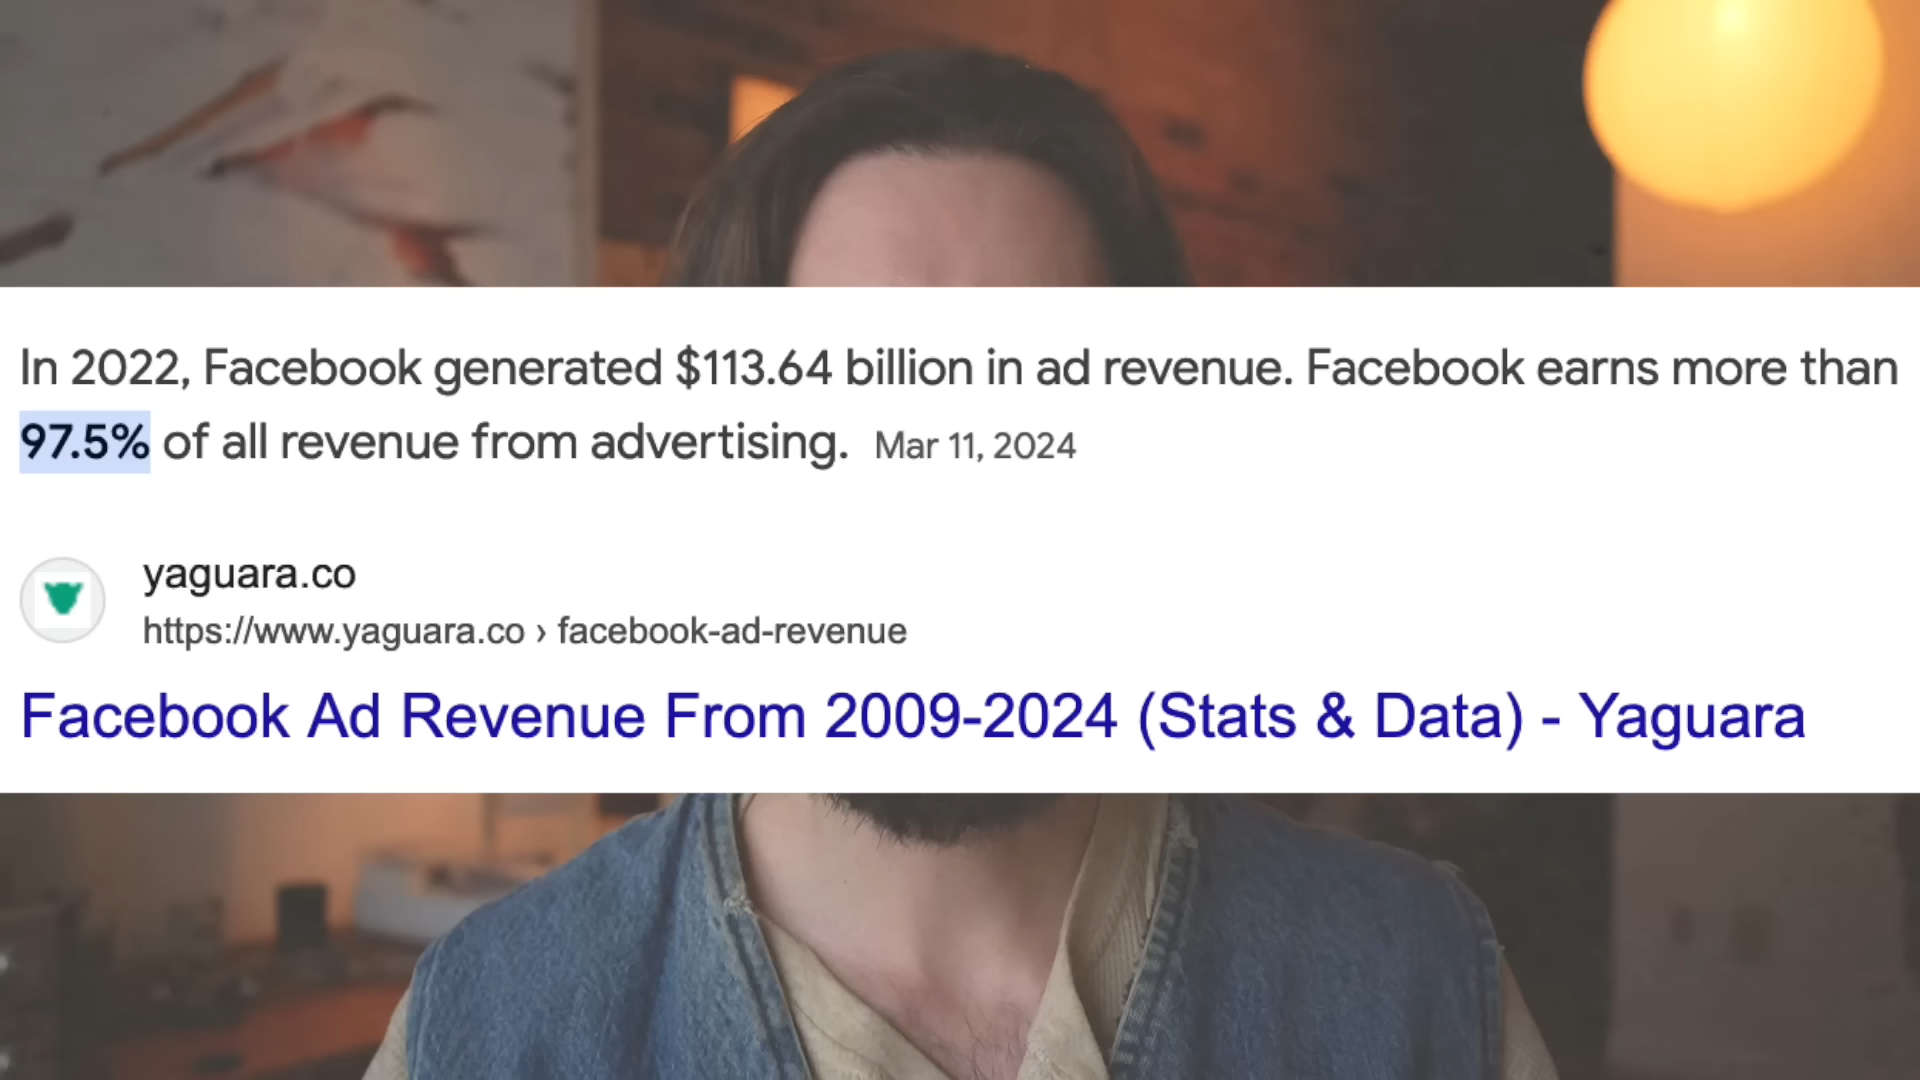 In 2022, Facebook generated $113.64 billion in ad revenue. Facebook earns more than
97.5% of all revenue from advertising. Mar 11, 2024
yaguara.co
https://www.yaguara.co › facebook-ad-revenue
Facebook Ad Revenue From 2009-2024 (Stats & Data) - Yaguara